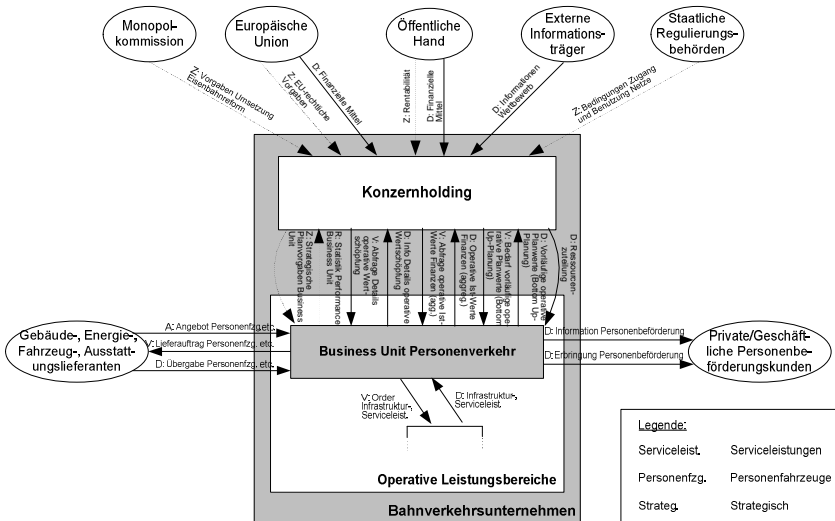 Monopol-
kommission
Europäische
Union
Öffentliche
Hand
Externe
Informations-
träger
Staatliche
Regulierungs-
behörden
Z: Vorgaben Umsetzung
Eisenbahnreform
Z: EU-rechtliche
Vorgaben
D: Finanzielle Mittel
Z: Rentabilität
D: Finanzielle
Mittel
D: Informationen
Wettbewerb
Z: Bedingungen Zugang
und Benutzung Netze
Konzernholding
Z: Strategische
Planvorgaben Business
Unit
R: Statistik Performance
Business Unit
V: Abfrage Details
operative Wert-
schöpfung
D: Info Details operative
Wertschöpfung
V: Abfrage operative Ist-
Werte Finanzen (agg.)
D: Operative Ist-Werte
Finanzen (aggreg.)
V: Bedarf vorläufige ope-
rative Planwerte (Bottom
Up-Planung)
D: Vorläufige operative
Planwerte (Bottom Up-
Planung)
D: Ressourcen-
zuteilung
Gebäude-, Energie-,
Fahrzeug-, Ausstat-
tungslieferanten
A: Angebot Personenfzg.etc.
V: Lieferauftrag Personenfzg. etc.
D: Übergabe Personenfzg. etc.
Business Unit Personenverkehr
D: Information Personenbeförderung
D: Erbringung Personenbeförderung
Private/Geschäft-
liche Personenbe-
förderungskunden
V: Order
Infrastruktur-,
Serviceleist.
D: Infrastruktur-,
Serviceleist.
Operative Leistungsbereiche
Bahnverkehrsunternehmen
Legende:
Serviceleist. Serviceleistungen
Personenfzg. Personenfahrzeuge
Strateg. Strategisch